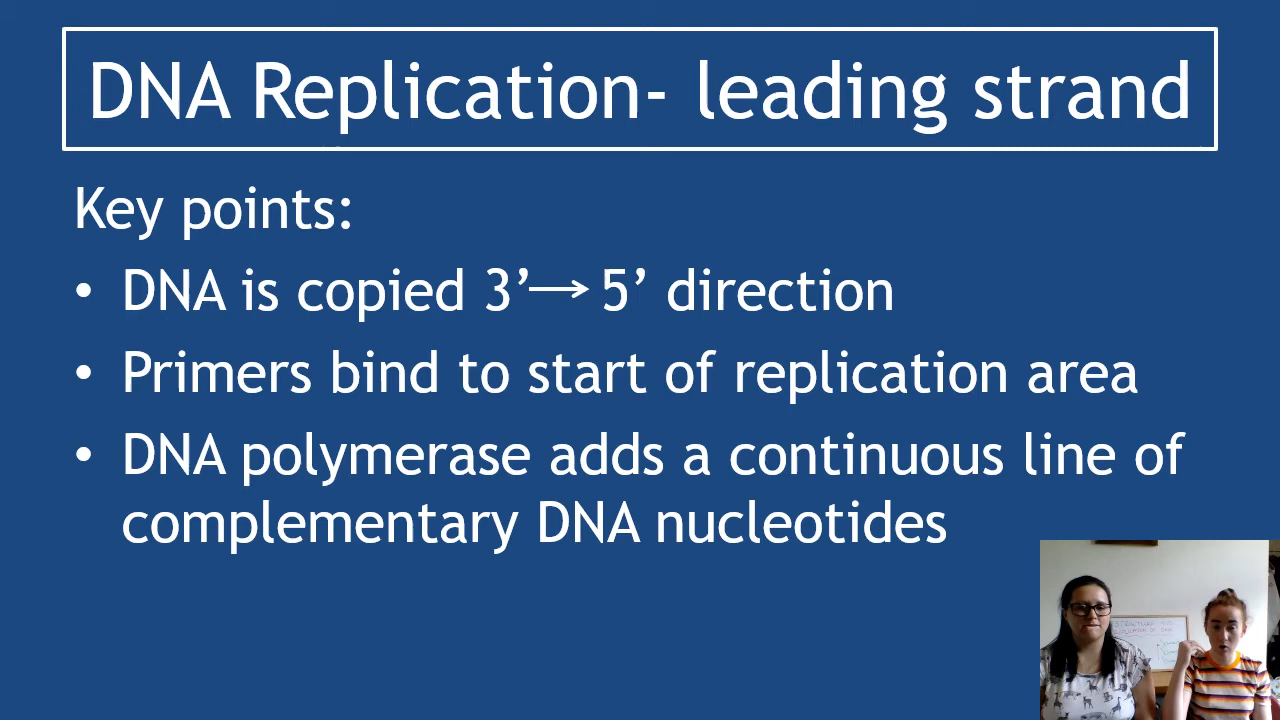 DNA Replication- leading strand
Key points:
• DNA is copied 3’→ 5’ direction
• Primers bind to start of replication area
• DNA polymerase adds a continuous line of
complementary DNA nucleotides